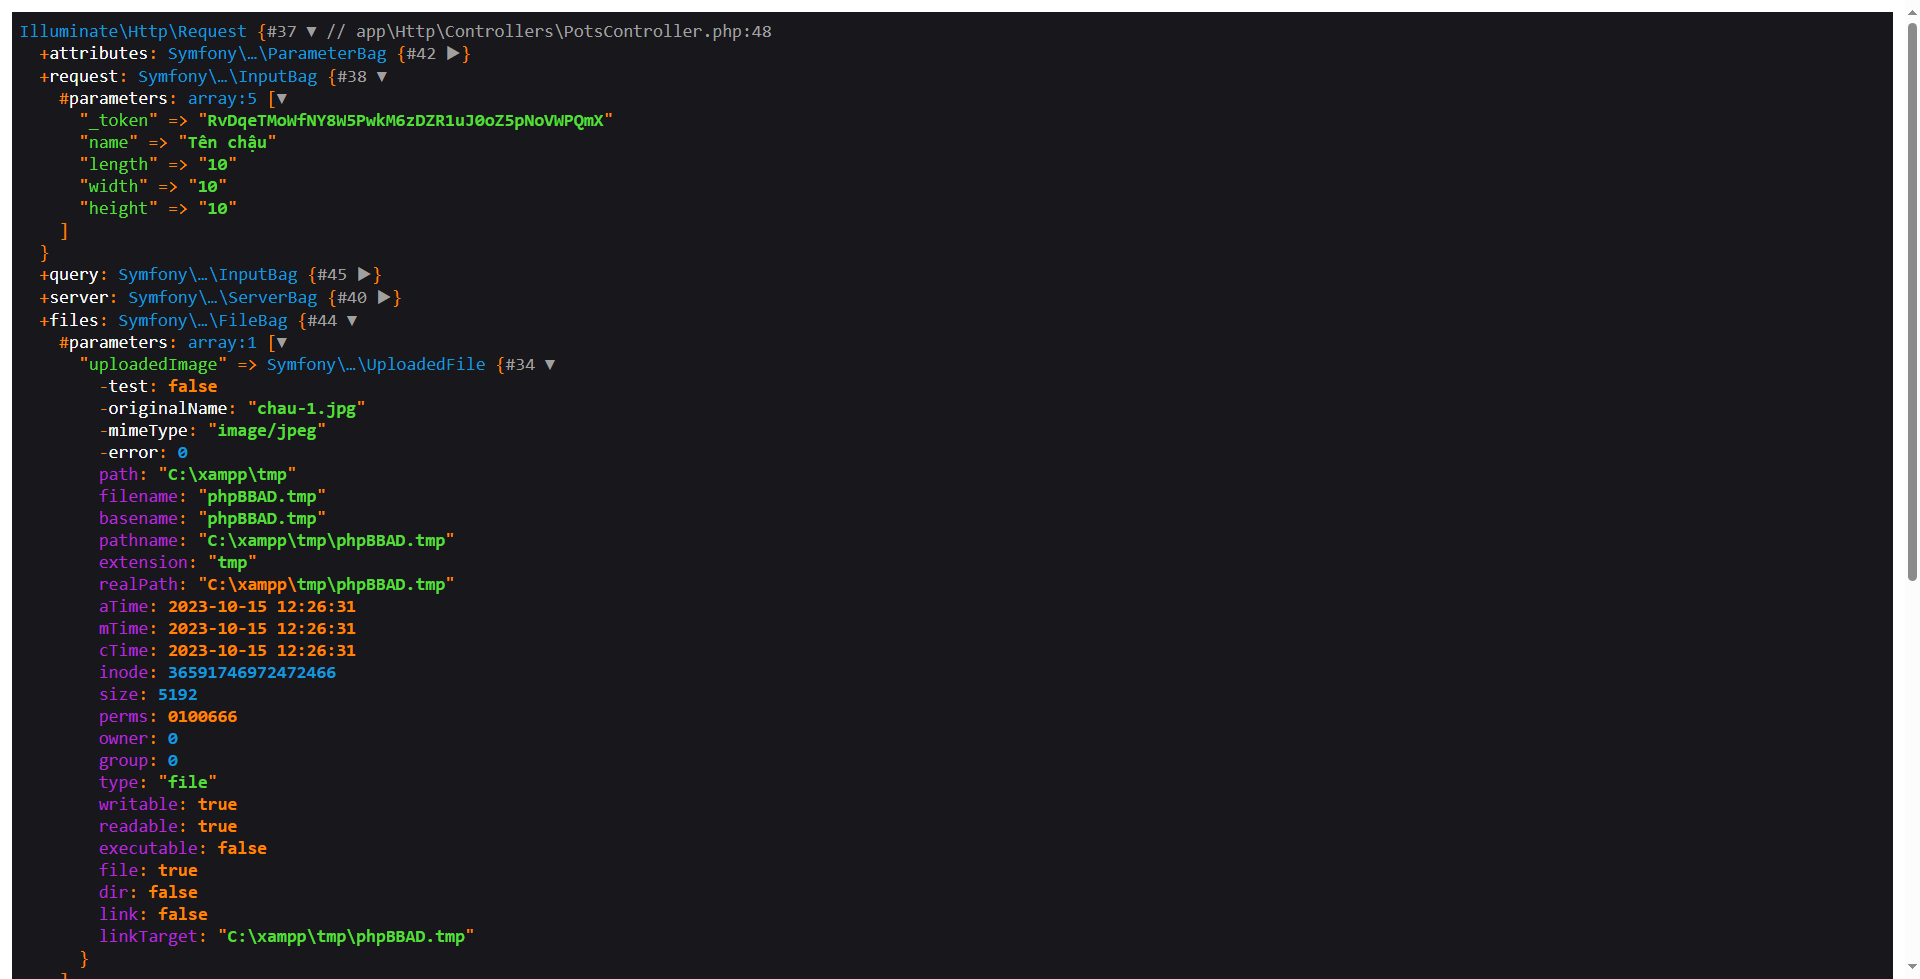 Illuminate\Http\Request {#37 ▼ // app\Http\Controllers\PotsController.php:48
+attributes: Symfony\…\ParameterBag {#42 ▶}
+request: Symfony\…\InputBag {#38 ▼
#parameters: array:5 [▼
"_token" => "RvDqeTMoWfNY8W5PwkM6zDZR1uJ0oZ5pNoVWPQmX"
"name" => "Tên chậu"
"length" => "10"
"width" => "10"
"height" => "10"
]
}
+query: Symfony\…\InputBag {#45 ▶}
+server: Symfony\…\ServerBag {#40 ▶}
+files: Symfony\…\FileBag {#44 ▼
#parameters: array:1 [▼
"uploadedImage" => Symfony\…\UploadedFile {#34 ▼
-test: false
-originalName: "chau-1.jpg"
-mimeType: "image/jpeg"
-error: 0
path: "C:\xampp\tmp"
filename: "phpBBAD.tmp"
basename: "phpBBAD.tmp"
pathname: "C:\xampp\tmp\phpBBAD.tmp"
extension: "tmp"
realPath: "C:\xampp\tmp\phpBBAD.tmp"
aTime: 2023-10-15 12:26:31
mTime: 2023-10-15 12:26:31
cTime: 2023-10-15 12:26:31
inode: 36591746972472466
size: 5192
perms: 0100666
owner: 0
group: 0
type: "file"
writable: true
readable: true
executable: false
file: true
dir: false
link: false
linkTarget: "C:\xampp\tmp\phpBBAD.tmp"
}
]